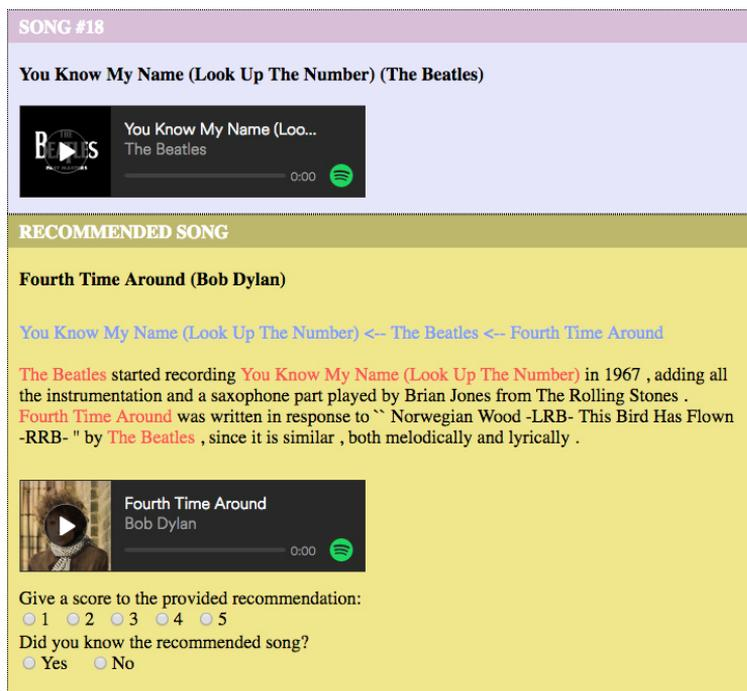 SONG #18
You Know My Name (Look Up The Number) (The Beatles)
THE
BEATLES
PAST MASTERS
You Know My Name (Loo...
The Beatles
0:00
RECOMMENDED SONG
Fourth Time Around (Bob Dylan)
You Know My Name (Look Up The Number) <-- The Beatles <-- Fourth Time Around
The Beatles started recording You Know My Name (Look Up The Number) in 1967 , adding all
the instrumentation and a saxophone part played by Brian Jones from The Rolling Stones .
Fourth Time Around was written in response to `` Norwegian Wood -LRB- This Bird Has Flown
-RRB- '' by The Beatles , since it is similar , both melodically and lyrically .
Fourth Time Around
Bob Dylan
0:00
Give a score to the provided recommendation:
1 2 3 4 5
Did you know the recommended song?
Yes No